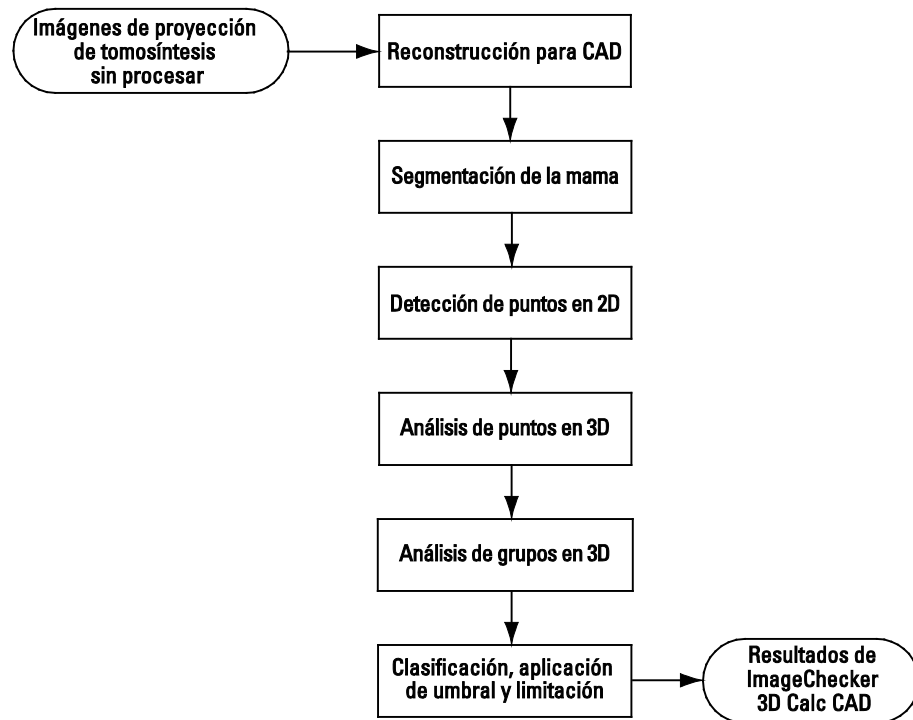 Imágenes de proyección
de tomosíntesis
sin procesar
Reconstrucción para CAD
Segmentación de la mama
Detección de puntos en 2D
Análisis de puntos en 3D
Análisis de grupos en 3D
Clasificación, aplicación
de umbral y limitación
Resultados de
ImageChecker
3D Calc CAD